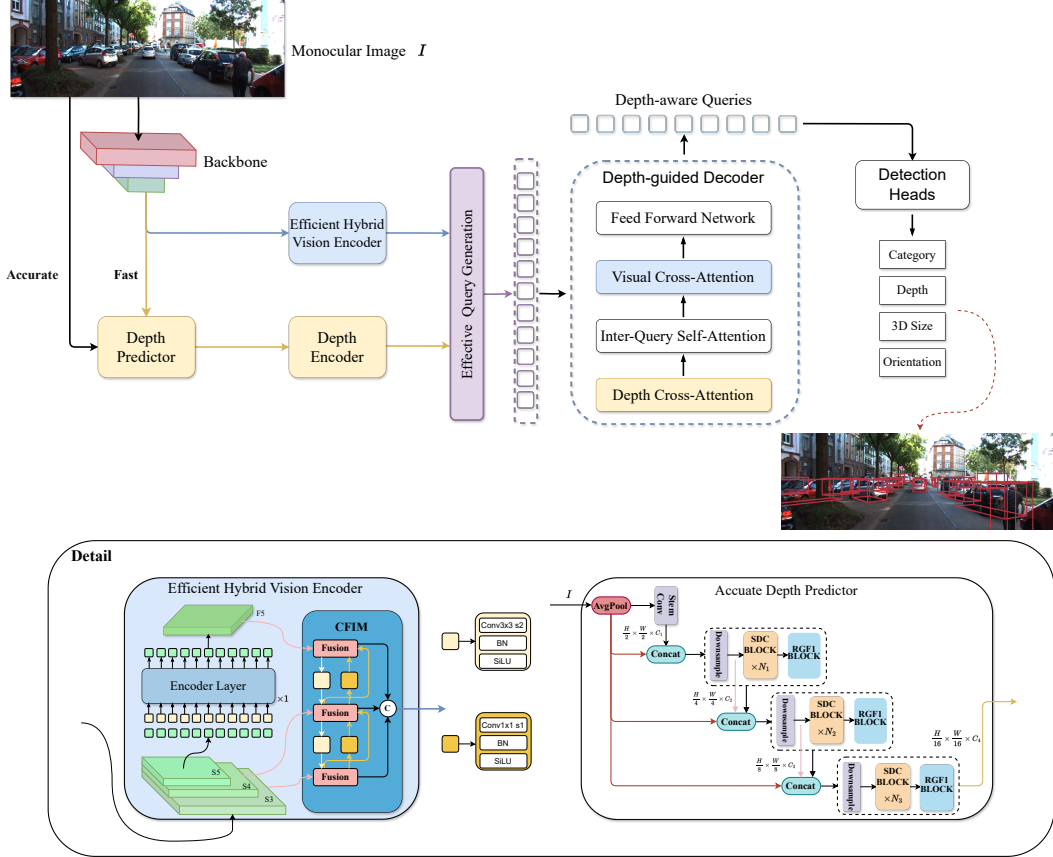 Monocular Image I
Backbone
Accurate
Fast
Efficient Hybrid
Vision Encoder
Depth
Predictor
Depth
Encoder
Effective Query Generation
Depth-aware Queries
Depth-guided Decoder
Feed Forward Network
Visual Cross-Attention
Inter-Query Self-Attention
Depth Cross-Attention
Detection
Heads
Category
Depth
3D Size
Orientation
Detail
Efficient Hybrid Vision Encoder
F5
Encoder Layer
×1
S5
S4
S3
CFIM
Fusion
Fusion
Fusion
C
Conv3x3 s2
BN
SiLU
Conv1x1 s1
BN
SiLU
Accuate Depth Predictor
I
AvgPool
Stem
Conv
H/2 × W/2 × C₁
Concat
Downsample
SDC
BLOCK
×N₁
RGFI
BLOCK
H/4 × W/4 × C₂
Concat
Downsample
SDC
BLOCK
×N₂
RGFI
BLOCK
H/8 × W/8 × C₃
Concat
Downsample
SDC
BLOCK
×N₃
RGFI
BLOCK
H/16 × W/16 × C₄